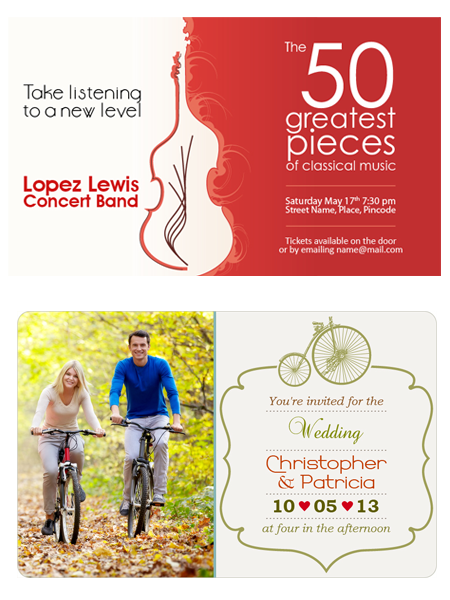 Take listening
to a new level
Lopez Lewis
Concert Band
The
50
greatest
pieces
of classical music
Saturday May 17th 7:30 pm
Street Name, Place, Pincode
Tickets available on the door
or by emailing name@mail.com
You're invited for the
Wedding
Christopher
& Patricia
10 ♥ 05 ♥ 13
at four in the afternoon